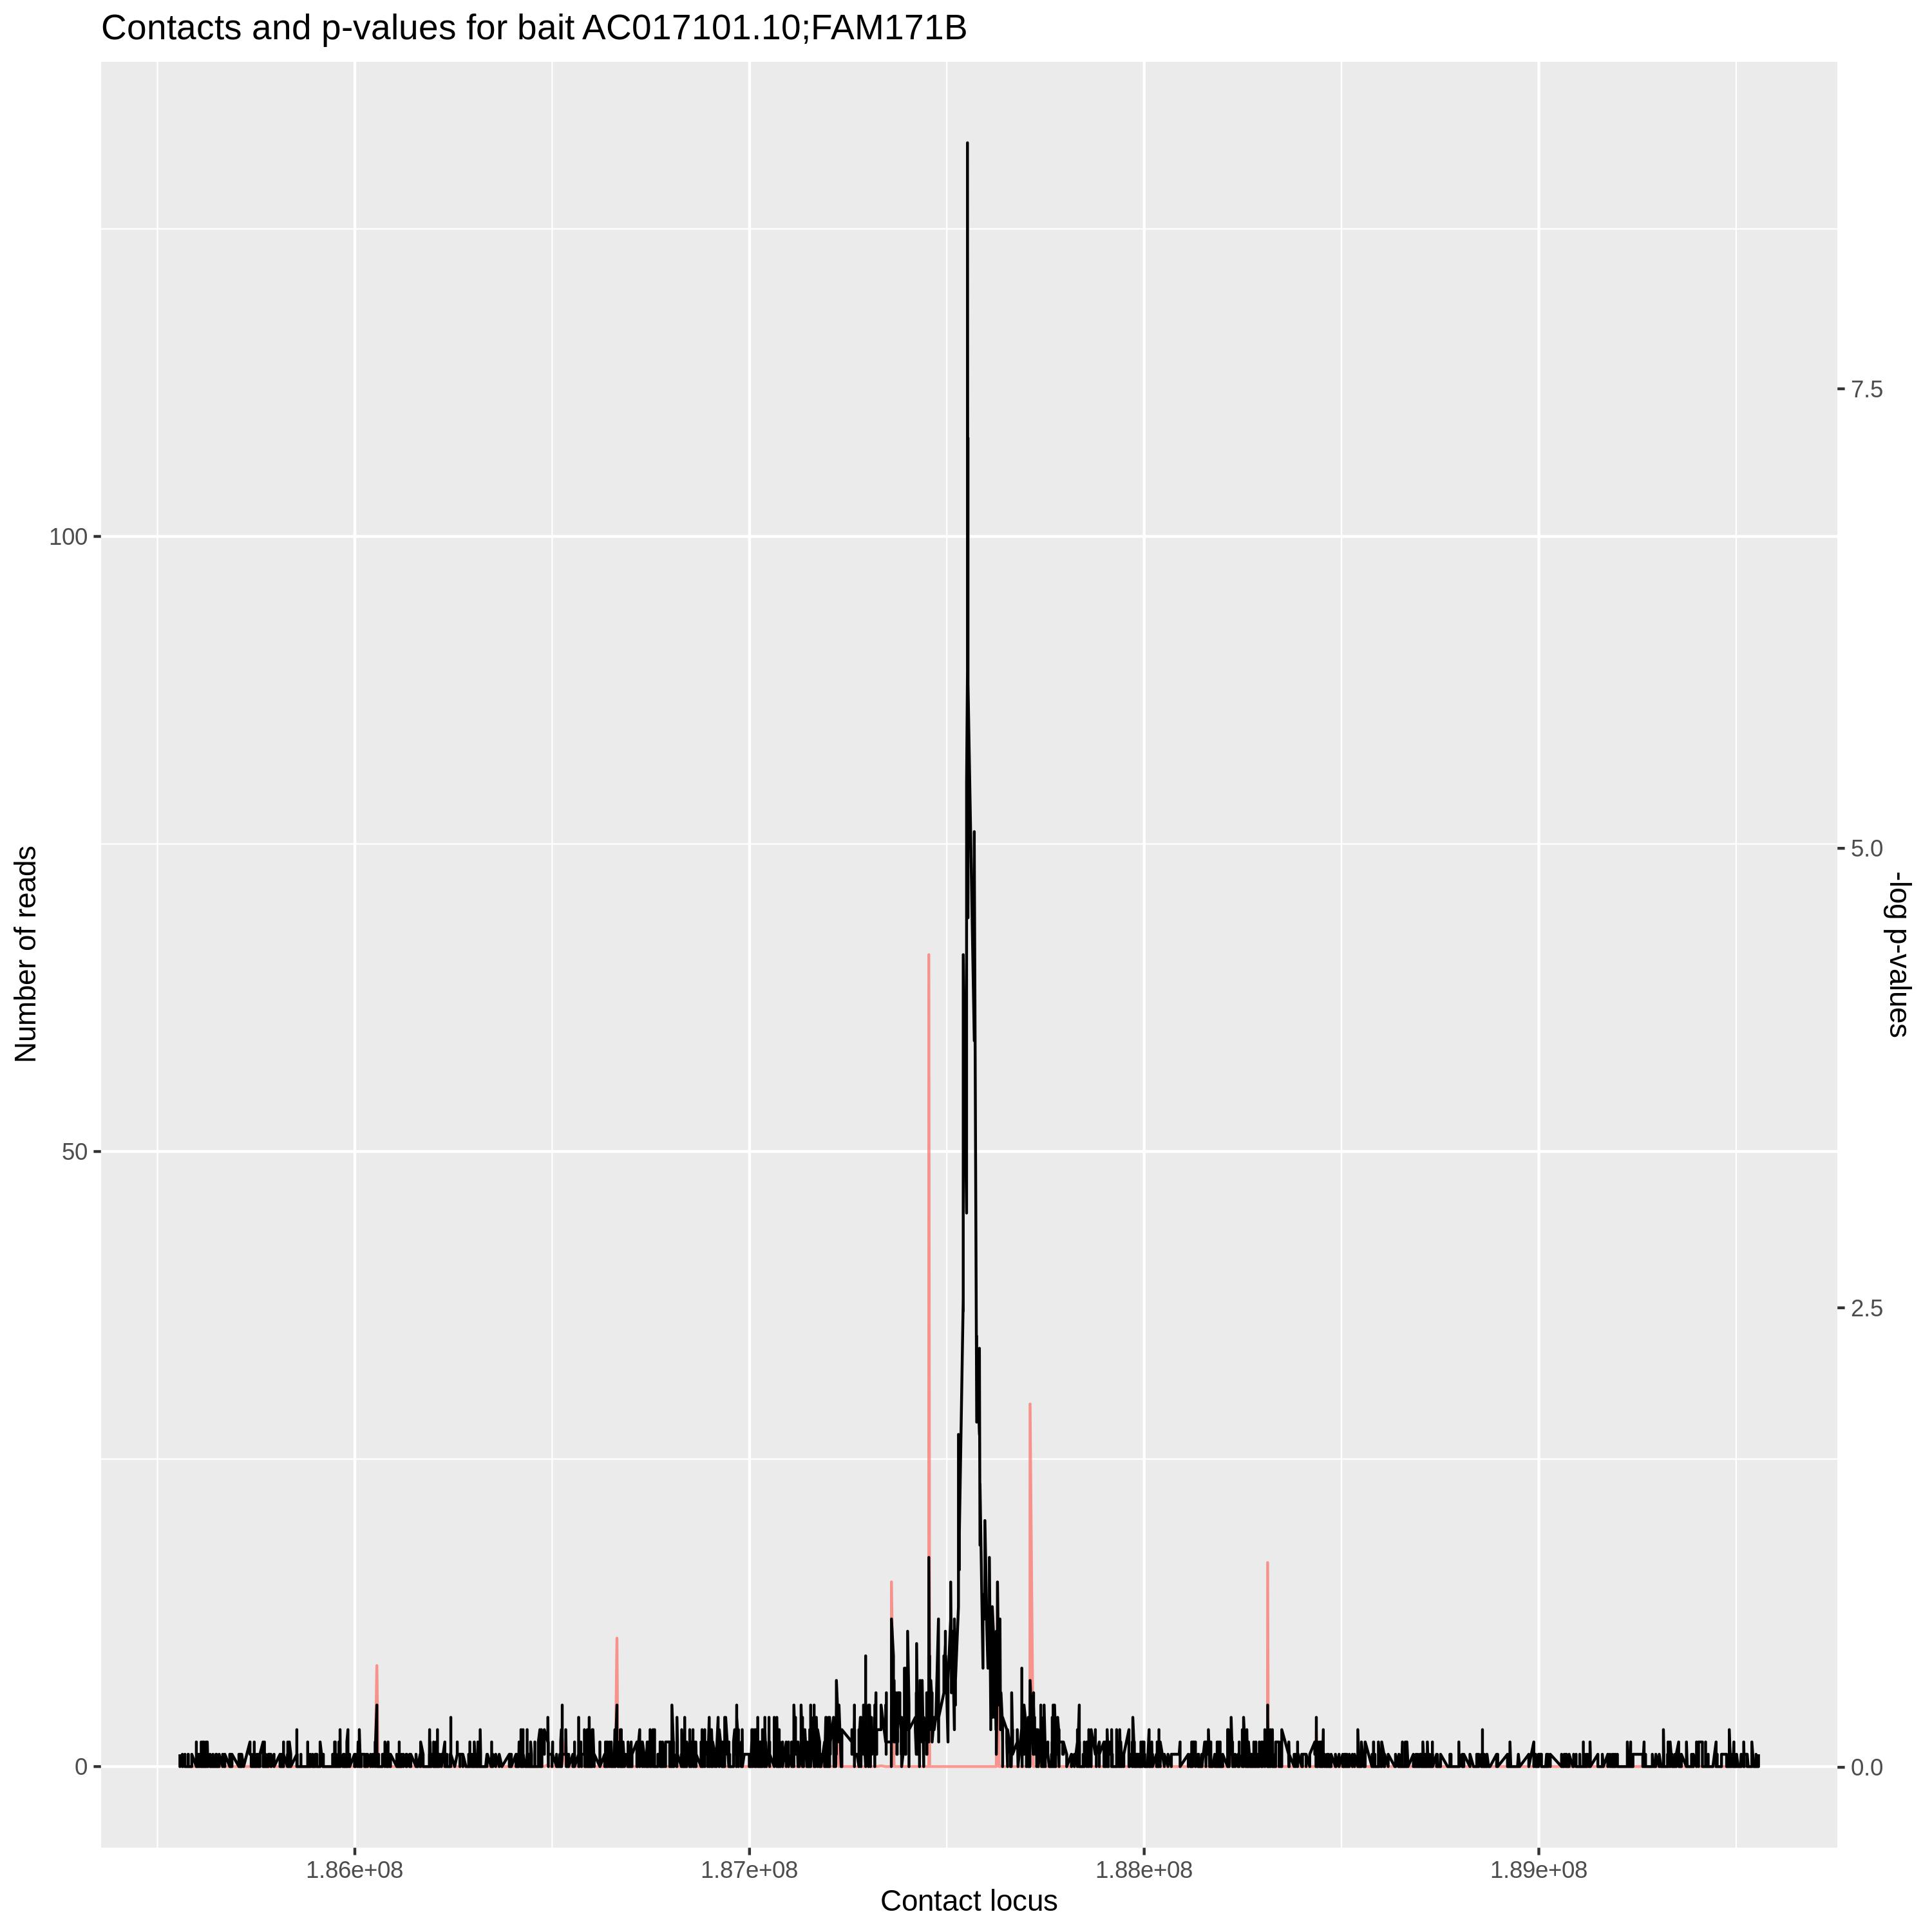 Contacts and p-values for bait AC017101.10;FAM171B
Number of reads
100
50
0
7.5
5.0
2.5
0.0
-log p-values
1.86e+08
1.87e+08
1.88e+08
1.89e+08
Contact locus